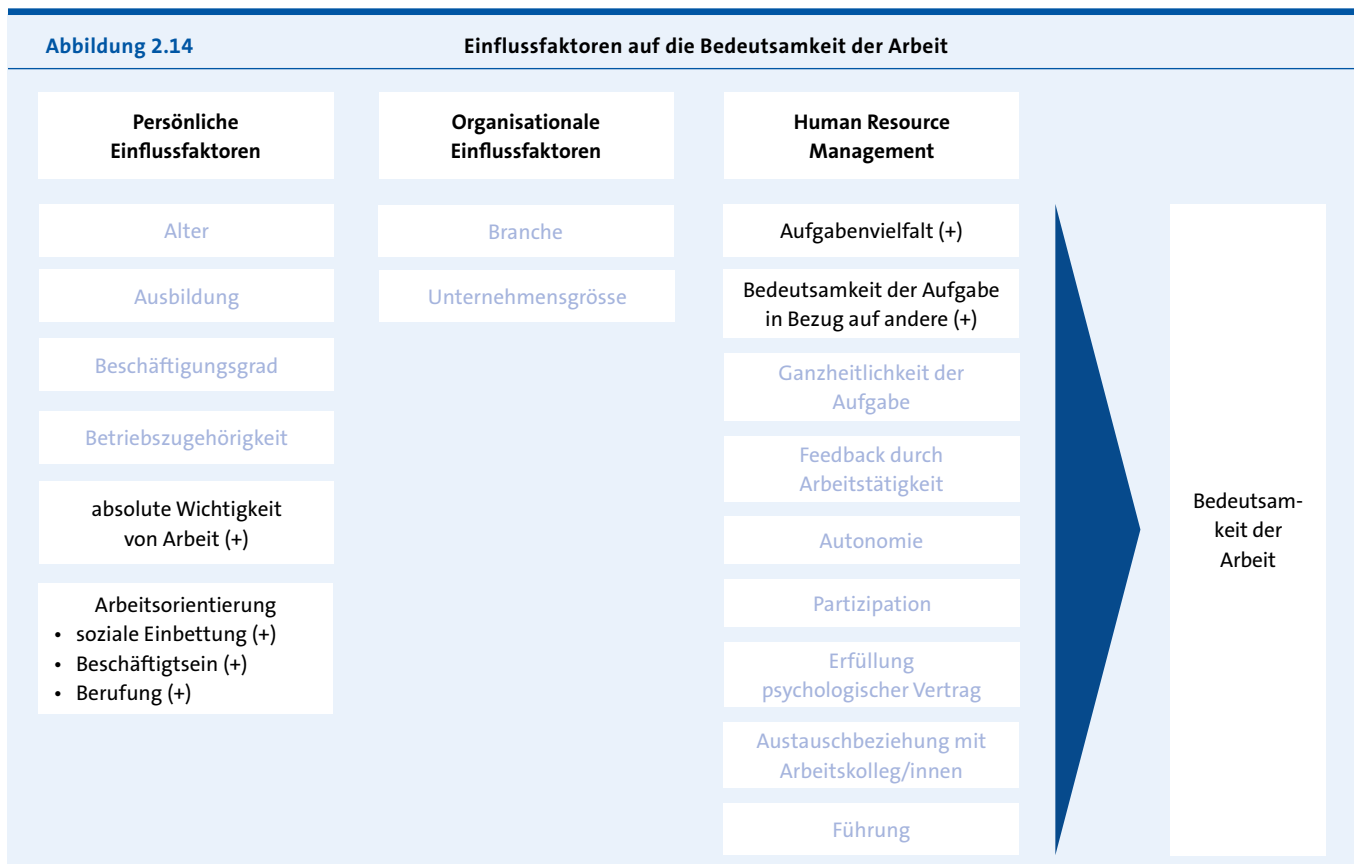 Abbildung 2.14
Einflussfaktoren auf die Bedeutsamkeit der Arbeit
Persönliche
Einflussfaktoren
Alter
Ausbildung
Beschäftigungsgrad
Betriebszugehörigkeit
absolute Wichtigkeit
von Arbeit (+)
Arbeitsorientierung
• soziale Einbettung (+)
• Beschäftigtsein (+)
• Berufung (+)
Organisationale
Einflussfaktoren
Branche
Unternehmensgrösse
Human Resource
Management
Aufgabenvielfalt (+)
Bedeutsamkeit der Aufgabe
in Bezug auf andere (+)
Ganzheitlichkeit der
Aufgabe
Feedback durch
Arbeitstätigkeit
Autonomie
Partizipation
Erfüllung
psychologischer Vertrag
Austauschbeziehung mit
Arbeitskolleg/innen
Führung
Bedeutsam-
keit der
Arbeit